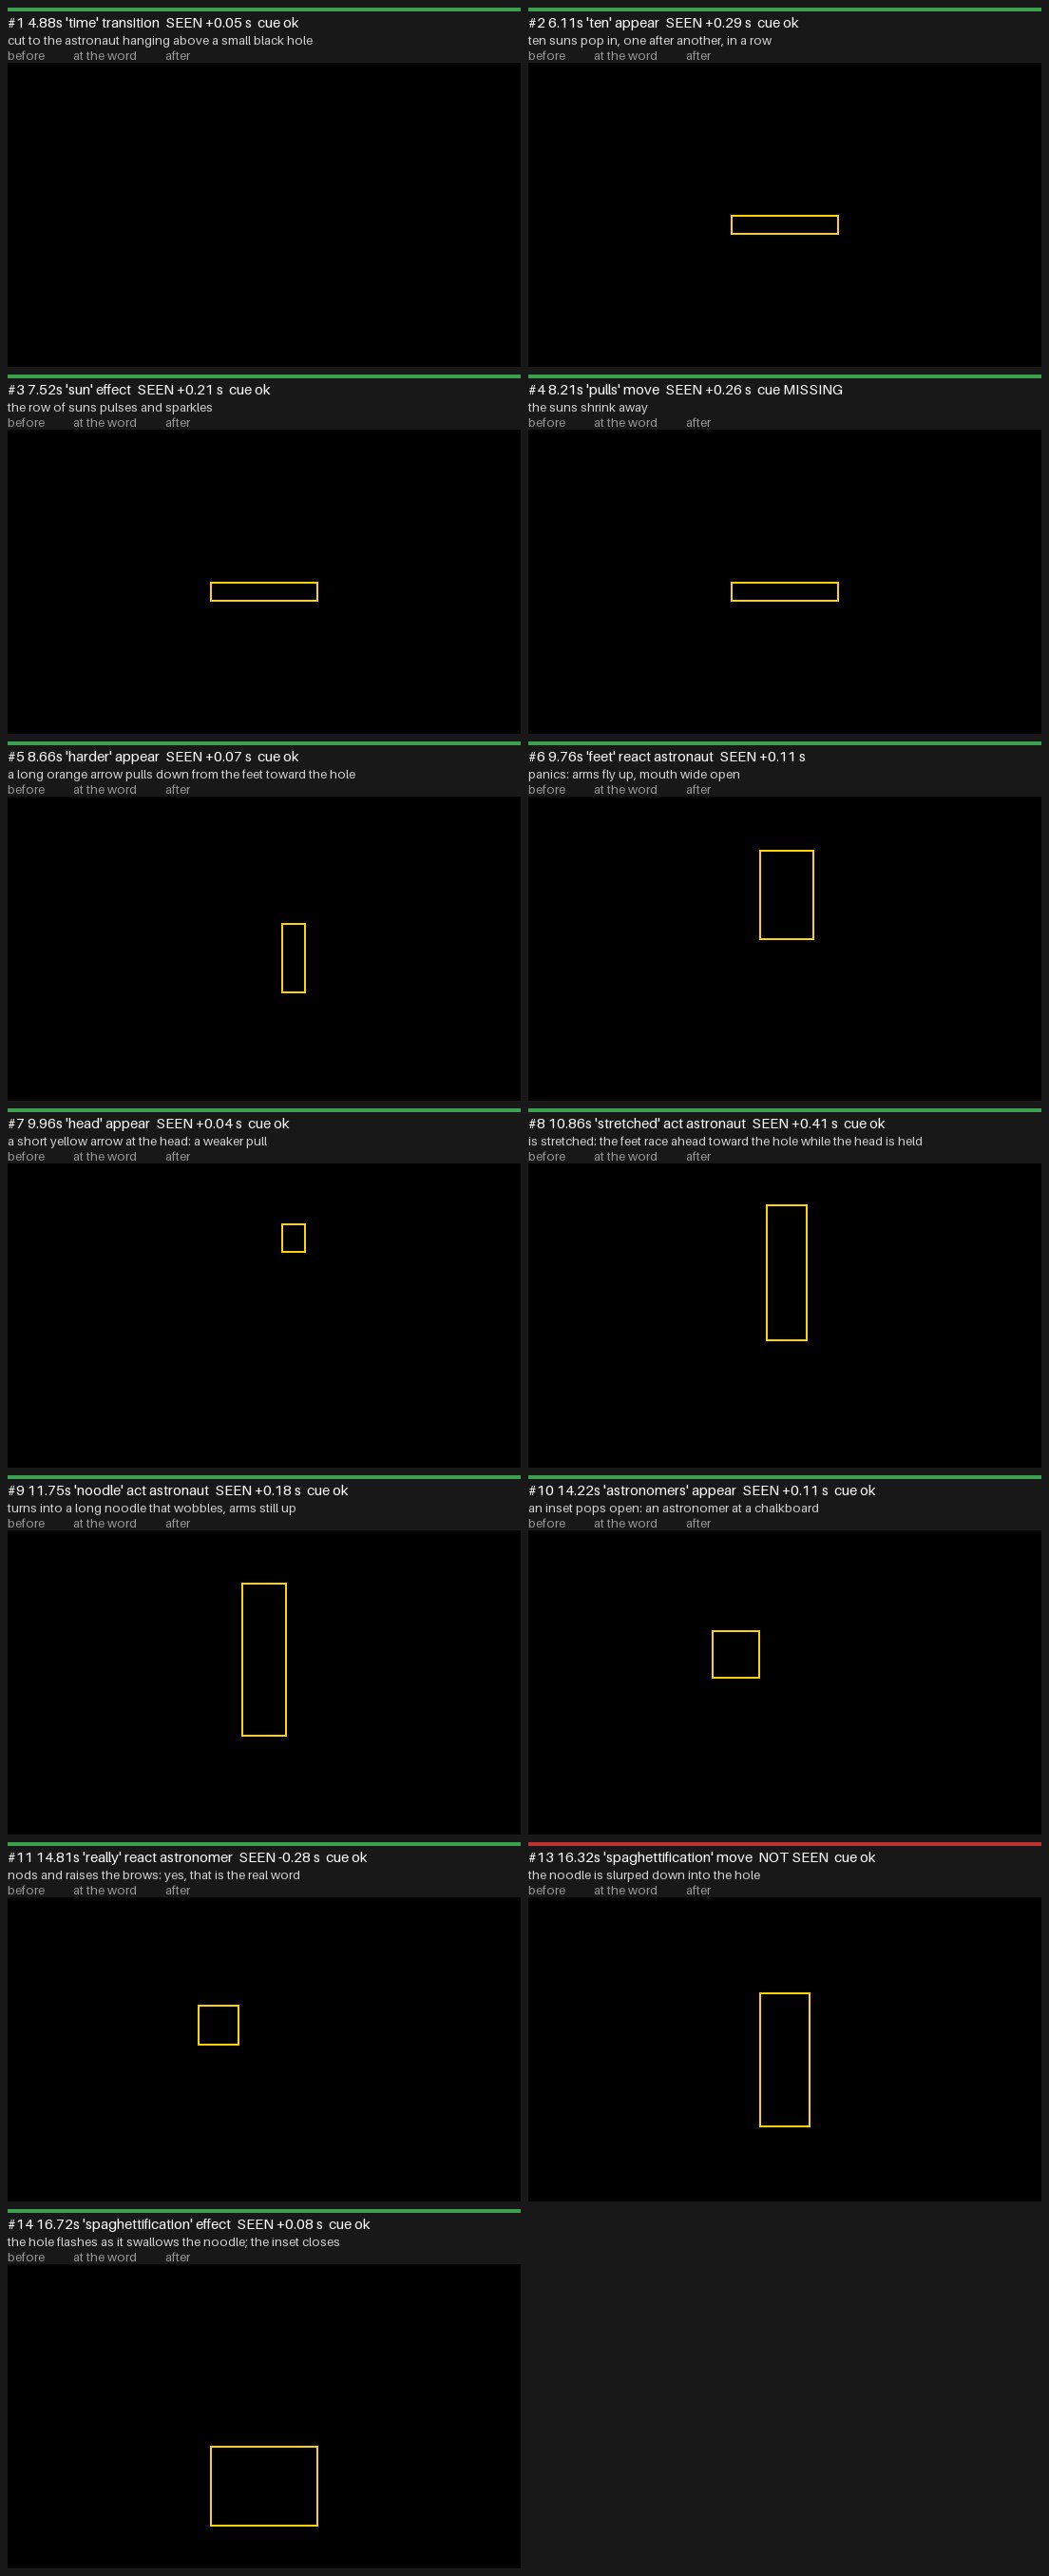 #1 4.88s 'time' transition  SEEN +0.05 s  cue ok
cut to the astronaut hanging above a small black hole
before at the word after
#2 6.11s 'ten' appear  SEEN +0.29 s  cue ok
ten suns pop in, one after another, in a row
before at the word after
#3 7.52s 'sun' effect  SEEN +0.21 s  cue ok
the row of suns pulses and sparkles
before at the word after
#4 8.21s 'pulls' move  SEEN +0.26 s  cue MISSING
the suns shrink away
before at the word after
#5 8.66s 'harder' appear  SEEN +0.07 s  cue ok
a long orange arrow pulls down from the feet toward the hole
before at the word after
#6 9.76s 'feet' react astronaut  SEEN +0.11 s
panics: arms fly up, mouth wide open
before at the word after
#7 9.96s 'head' appear  SEEN +0.04 s  cue ok
a short yellow arrow at the head: a weaker pull
before at the word after
#8 10.86s 'stretched' act astronaut  SEEN +0.41 s  cue ok
is stretched: the feet race ahead toward the hole while the head is held
before at the word after
#9 11.75s 'noodle' act astronaut  SEEN +0.18 s  cue ok
turns into a long noodle that wobbles, arms still up
before at the word after
#10 14.22s 'astronomers' appear  SEEN +0.11 s  cue ok
an inset pops open: an astronomer at a chalkboard
before at the word after
#11 14.81s 'really' react astronomer  SEEN -0.28 s  cue ok
nods and raises the brows: yes, that is the real word
before at the word after
#13 16.32s 'spaghettification' move  NOT SEEN  cue ok
the noodle is slurped down into the hole
before at the word after
#14 16.72s 'spaghettification' effect  SEEN +0.08 s  cue ok
the hole flashes as it swallows the noodle; the inset closes
before at the word after